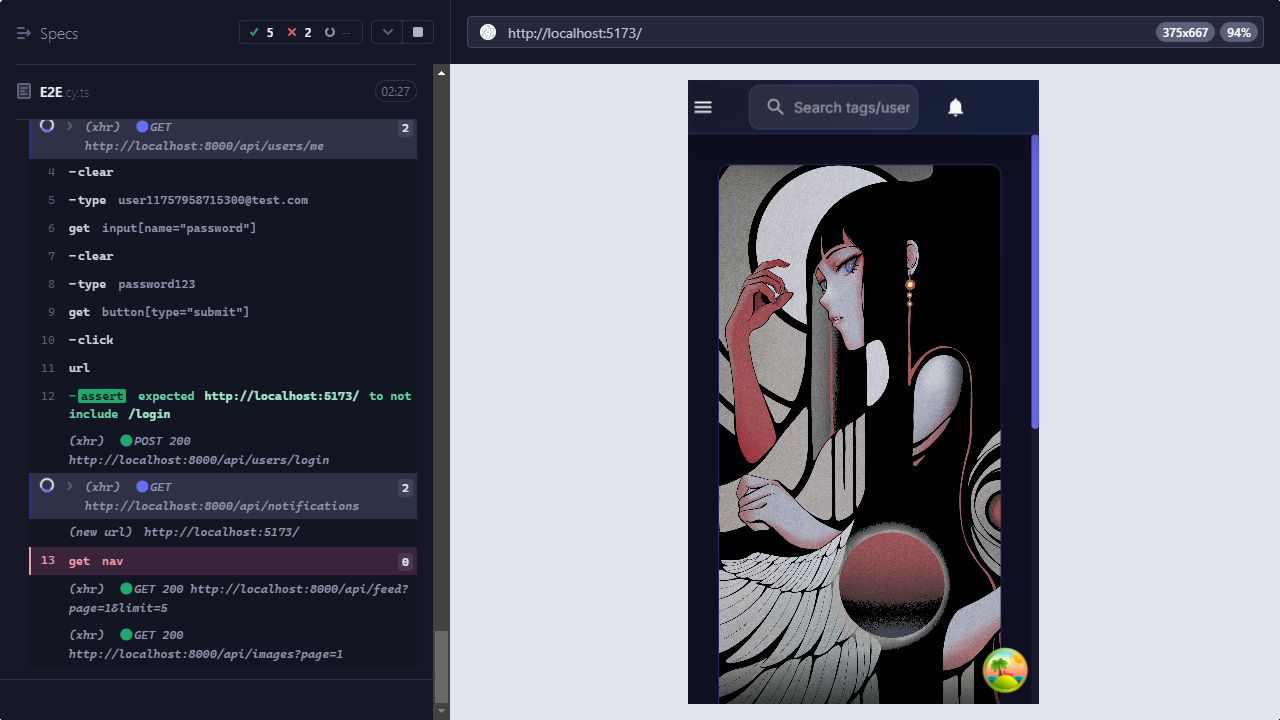 Specs
5
2
--
http://localhost:5173/
375x667
94%
E2E.cy.ts
02:27
(xhr) GET
2
http://localhost:8000/api/users/me
4 -clear
5 -type user11757958715300@test.com
6 get input[name="password"]
7 -clear
8 -type password123
9 get button[type="submit"]
10 -click
11 url
12 -assert expected http://localhost:5173/ to not
include /login
(xhr) POST 200
http://localhost:8000/api/users/login
(xhr) GET
2
http://localhost:8000/api/notifications
(new url) http://localhost:5173/
13 get nav
0
(xhr) GET 200 http://localhost:8000/api/feed?
page=1&limit=5
(xhr) GET 200
http://localhost:8000/api/images?page=1
Search tags/user